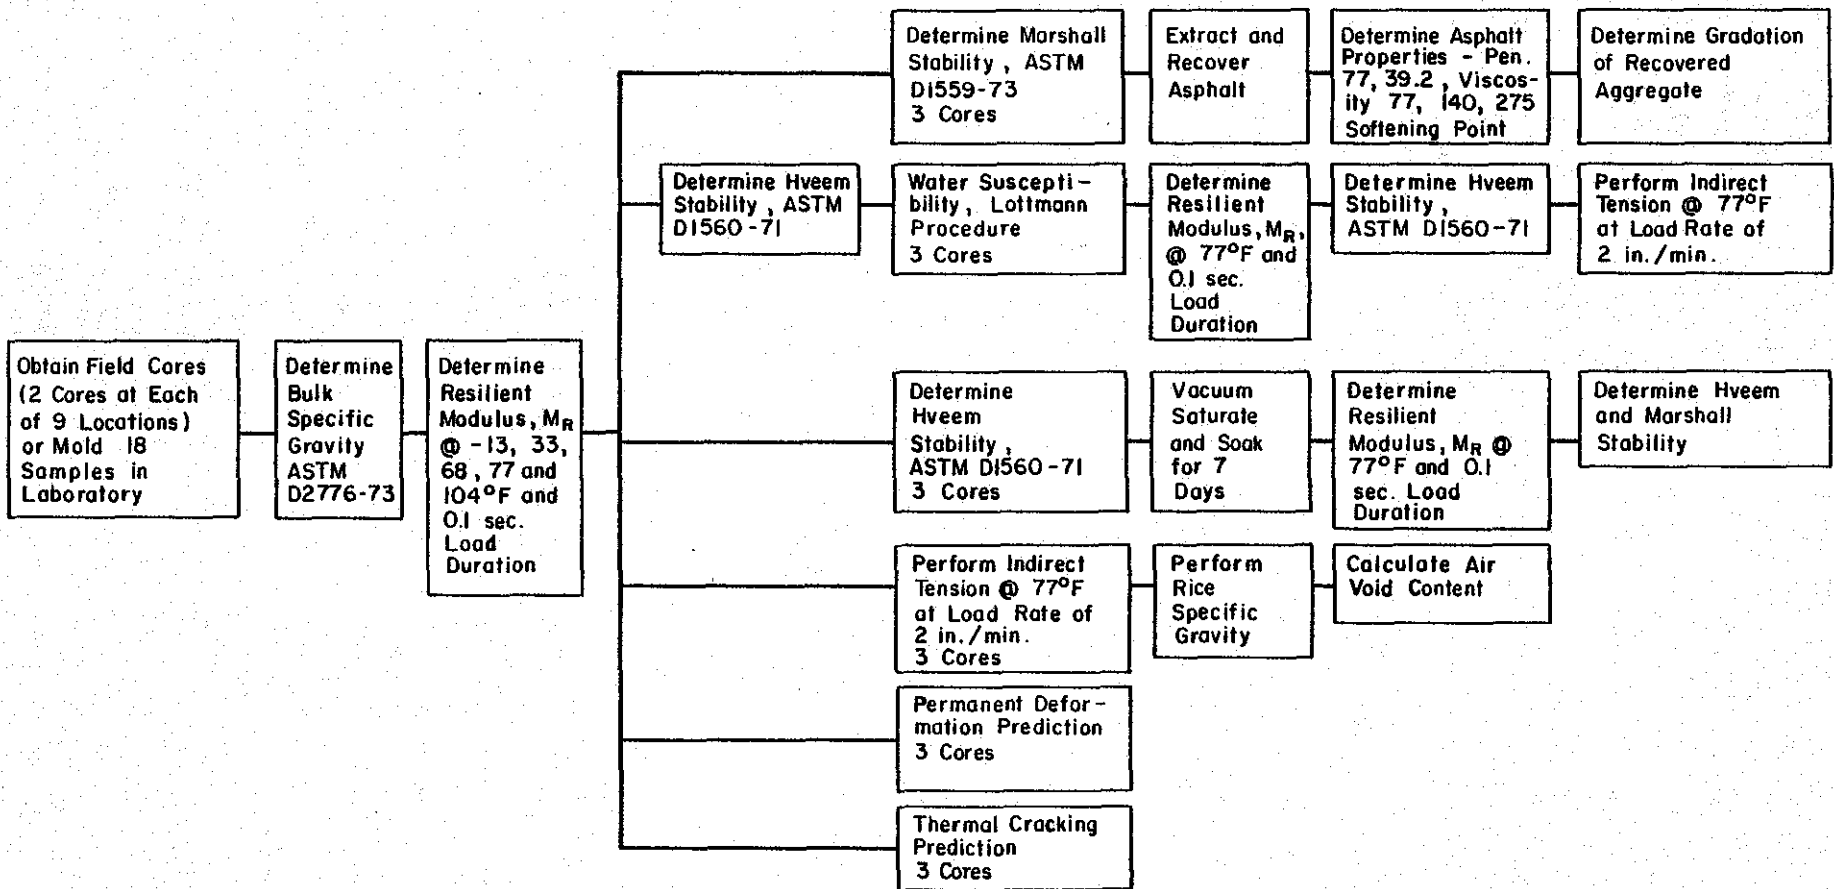 Determine Marshall
Stability, ASTM
D1559-73
3 Cores
Extract and
Recover
Asphalt
Determine Asphalt
Properties - Pen.
77, 39.2, Viscos-
ity 77, 140, 275
Softening Point
Determine Gradation
of Recovered
Aggregate
Determine Hveem
Stability, ASTM
D1560-71
Water Suscepti-
bility, Lottmann
Procedure
3 Cores
Determine
Resilient
Modulus, MR,
@ 77°F and
0.1 sec.
Load
Duration
Determine Hveem
Stability,
ASTM D1560-71
Perform Indirect
Tension @ 77°F
at Load Rate of
2 in./min.
Obtain Field Cores
(2 Cores at Each
of 9 Locations)
or Mold 18
Samples in
Laboratory
Determine
Bulk
Specific
Gravity
ASTM
D2776-73
Determine
Resilient
Modulus, MR
@ -13, 33,
68, 77 and
104°F and
0.1 sec.
Load
Duration
Determine
Hveem
Stability,
ASTM D1560-71
3 Cores
Vacuum
Saturate
and Soak
for 7
Days
Determine
Resilient
Modulus, MR @
77°F and 0.1
sec. Load
Duration
Determine Hveem
and Marshall
Stability
Perform Indirect
Tension @ 77°F
at Load Rate of
2 in./min.
3 Cores
Perform
Rice
Specific
Gravity
Calculate Air
Void Content
Permanent Defor-
mation Prediction
3 Cores
Thermal Cracking
Prediction
3 Cores